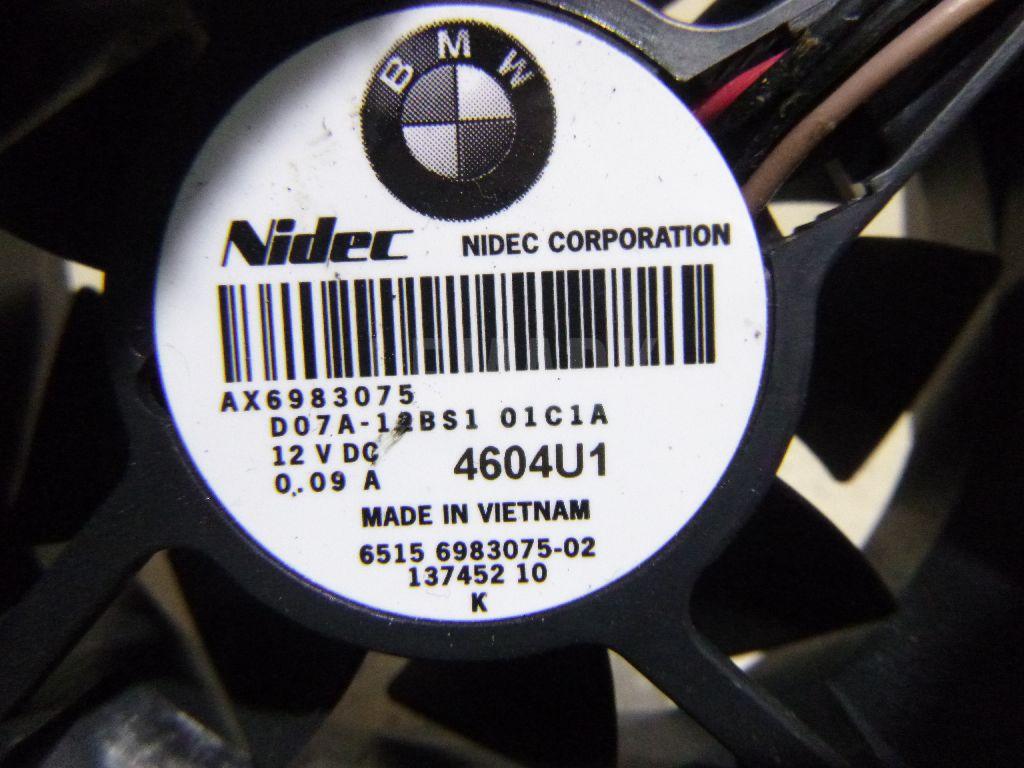 BMW
Nidec NIDEC CORPORATION
AX6983075
D07A-12BS1 01C1A
12 V DC
0.09 A 4604U1
MADE IN VIETNAM
6515 6983075-02
137452 10
K